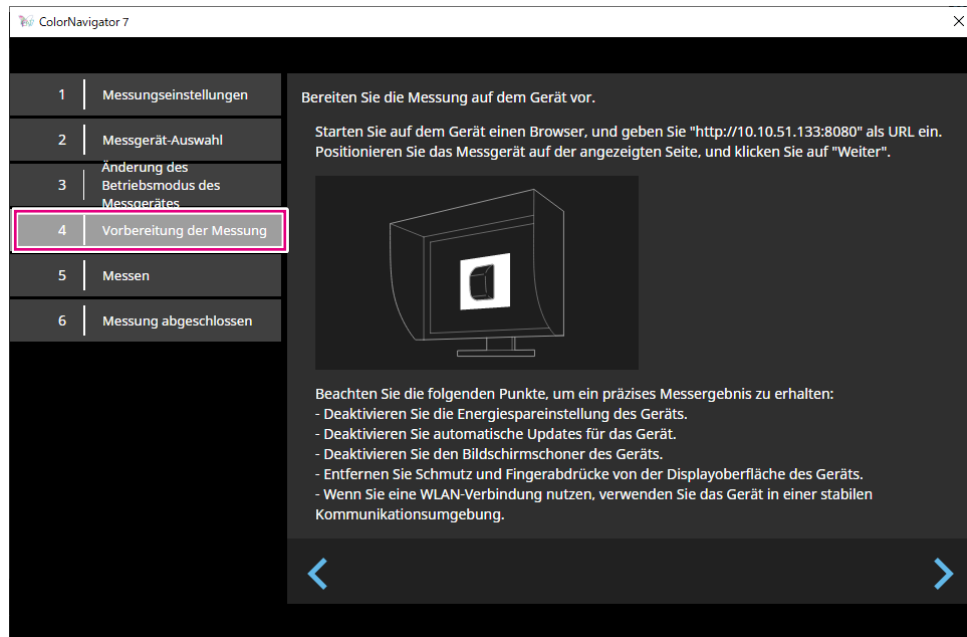 ColorNavigator 7
1 Messungseinstellungen
2 Messgerät-Auswahl
3 Änderung des
Betriebsmodus des
Messgerätes
4 Vorbereitung der Messung
5 Messen
6 Messung abgeschlossen
Bereiten Sie die Messung auf dem Gerät vor.
Starten Sie auf dem Gerät einen Browser, und geben Sie "http://10.10.51.133:8080" als URL ein.
Positionieren Sie das Messgerät auf der angezeigten Seite, und klicken Sie auf "Weiter".
Beachten Sie die folgenden Punkte, um ein präzises Messergebnis zu erhalten:
- Deaktivieren Sie die Energiespareinstellung des Geräts.
- Deaktivieren Sie automatische Updates für das Gerät.
- Deaktivieren Sie den Bildschirmschoner des Geräts.
- Entfernen Sie Schmutz und Fingerabdrücke von der Displayoberfläche des Geräts.
- Wenn Sie eine WLAN-Verbindung nutzen, verwenden Sie das Gerät in einer stabilen
Kommunikationsumgebung.